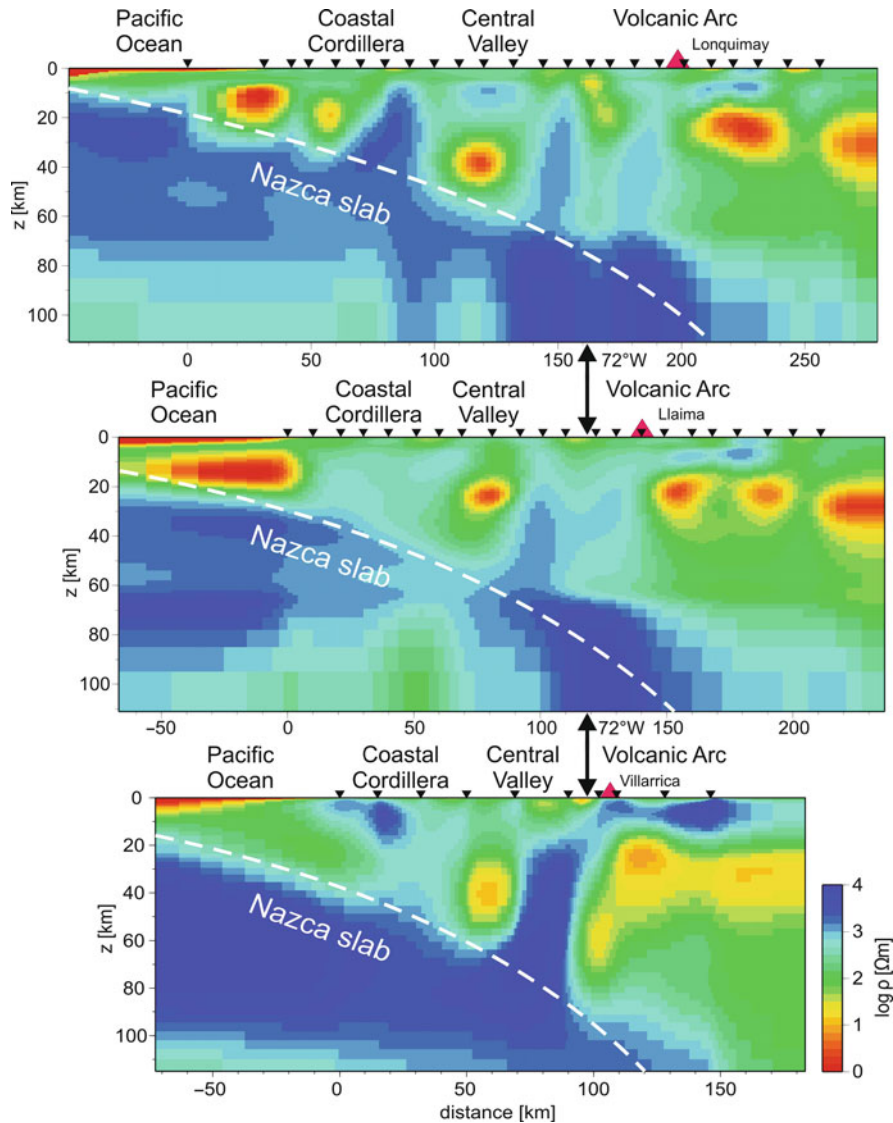 Pacific Ocean
Coastal Cordillera
Central Valley
Volcanic Arc
Lonquimay
0
20
40
60
80
100
z [km]
Nazca slab
0 50 100 150 72°W 200 250
Pacific Ocean
Coastal Cordillera
Central Valley
Volcanic Arc
Llaima
0
20
40
60
80
100
z [km]
Nazca slab
−50 0 50 100 72°W 150 200
Pacific Ocean
Coastal Cordillera
Central Valley
Volcanic Arc
Villarrica
0
20
40
60
80
100
z [km]
Nazca slab
−50 0 50 100 150
distance [km]
4
3
2
1
0
log ρ [Ωm]